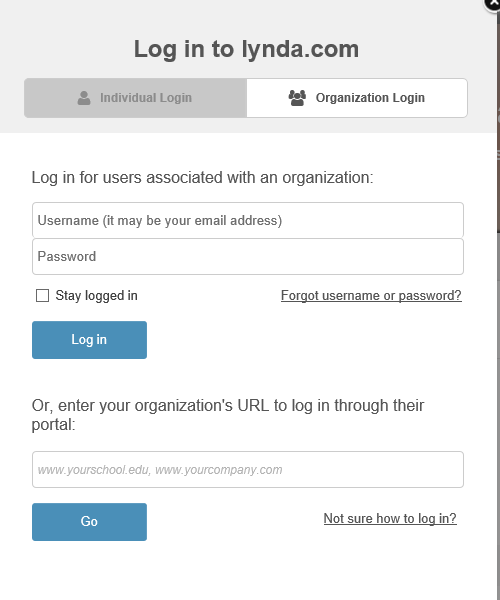 Log in to lynda.com
Individual Login
Organization Login
Log in for users associated with an organization:
Username (it may be your email address)
Password
Stay logged in
Forgot username or password?
Log in
Or, enter your organization's URL to log in through their
portal:
www.yourschool.edu, www.yourcompany.com
Go
Not sure how to log in?